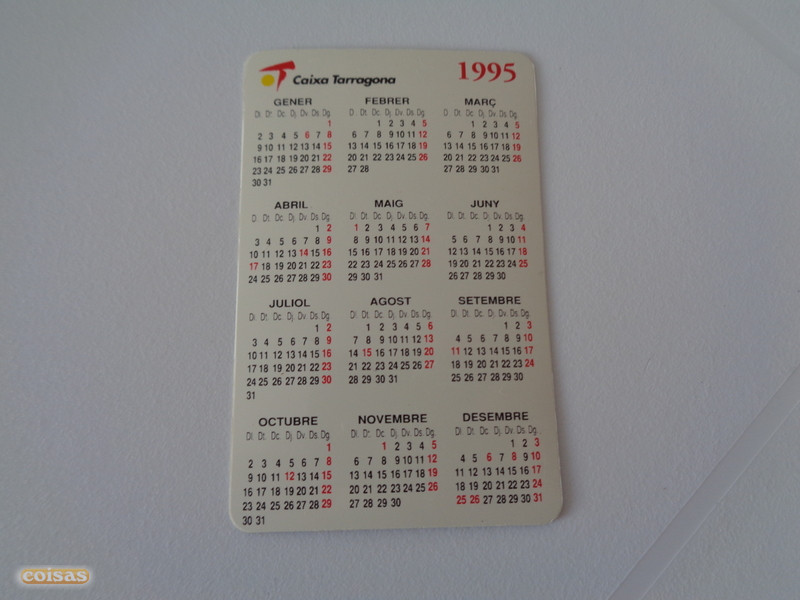 Caixa Tarragona 1995
GENER FEBRER MARÇ
Dl. Dt. Dc. Dj. Dv. Ds. Dg. Dl. Dt. Dc. Dj. Dv. Ds. Dg. Dl. Dt. Dc. Dj. Dv. Ds. Dg.
1 1 2 3 4 5 1 2 3 4 5
2 3 4 5 6 7 8 6 7 8 9 10 11 12 6 7 8 9 10 11 12
9 10 11 12 13 14 15 13 14 15 16 17 18 19 13 14 15 16 17 18 19
16 17 18 19 20 21 22 20 21 22 23 24 25 26 20 21 22 23 24 25 26
23 24 25 26 27 28 29 27 28 27 28 29 30 31
30 31
ABRIL MAIG JUNY
Dl. Dt. Dc. Dj. Dv. Ds. Dg. Dl. Dt. Dc. Dj. Dv. Ds. Dg. Dl. Dt. Dc. Dj. Dv. Ds. Dg.
1 2 1 2 3 4 5 6 7 1 2 3 4
3 4 5 6 7 8 9 8 9 10 11 12 13 14 5 6 7 8 9 10 11
10 11 12 13 14 15 16 15 16 17 18 19 20 21 12 13 14 15 16 17 18
17 18 19 20 21 22 23 22 23 24 25 26 27 28 19 20 21 22 23 24 25
24 25 26 27 28 29 30 29 30 31 26 27 28 29 30
JULIOL AGOST SETEMBRE
Dl. Dt. Dc. Dj. Dv. Ds. Dg. Dl. Dt. Dc. Dj. Dv. Ds. Dg. Dl. Dt. Dc. Dj. Dv. Ds. Dg.
1 2 1 2 3 4 5 6 1 2 3
3 4 5 6 7 8 9 7 8 9 10 11 12 13 4 5 6 7 8 9 10
10 11 12 13 14 15 16 14 15 16 17 18 19 20 11 12 13 14 15 16 17
17 18 19 20 21 22 23 21 22 23 24 25 26 27 18 19 20 21 22 23 24
24 25 26 27 28 29 30 28 29 30 31 25 26 27 28 29 30
31
OCTUBRE NOVEMBRE DESEMBRE
Dl. Dt. Dc. Dj. Dv. Ds. Dg. Dl. Dt. Dc. Dj. Dv. Ds. Dg. Dl. Dt. Dc. Dj. Dv. Ds. Dg.
1 1 2 3 4 5 1 2 3
2 3 4 5 6 7 8 6 7 8 9 10 11 12 4 5 6 7 8 9 10
9 10 11 12 13 14 15 13 14 15 16 17 18 19 11 12 13 14 15 16 17
16 17 18 19 20 21 22 20 21 22 23 24 25 26 18 19 20 21 22 23 24
23 24 25 26 27 28 29 27 28 29 30 25 26 27 28 29 30 31
30 31
coisas